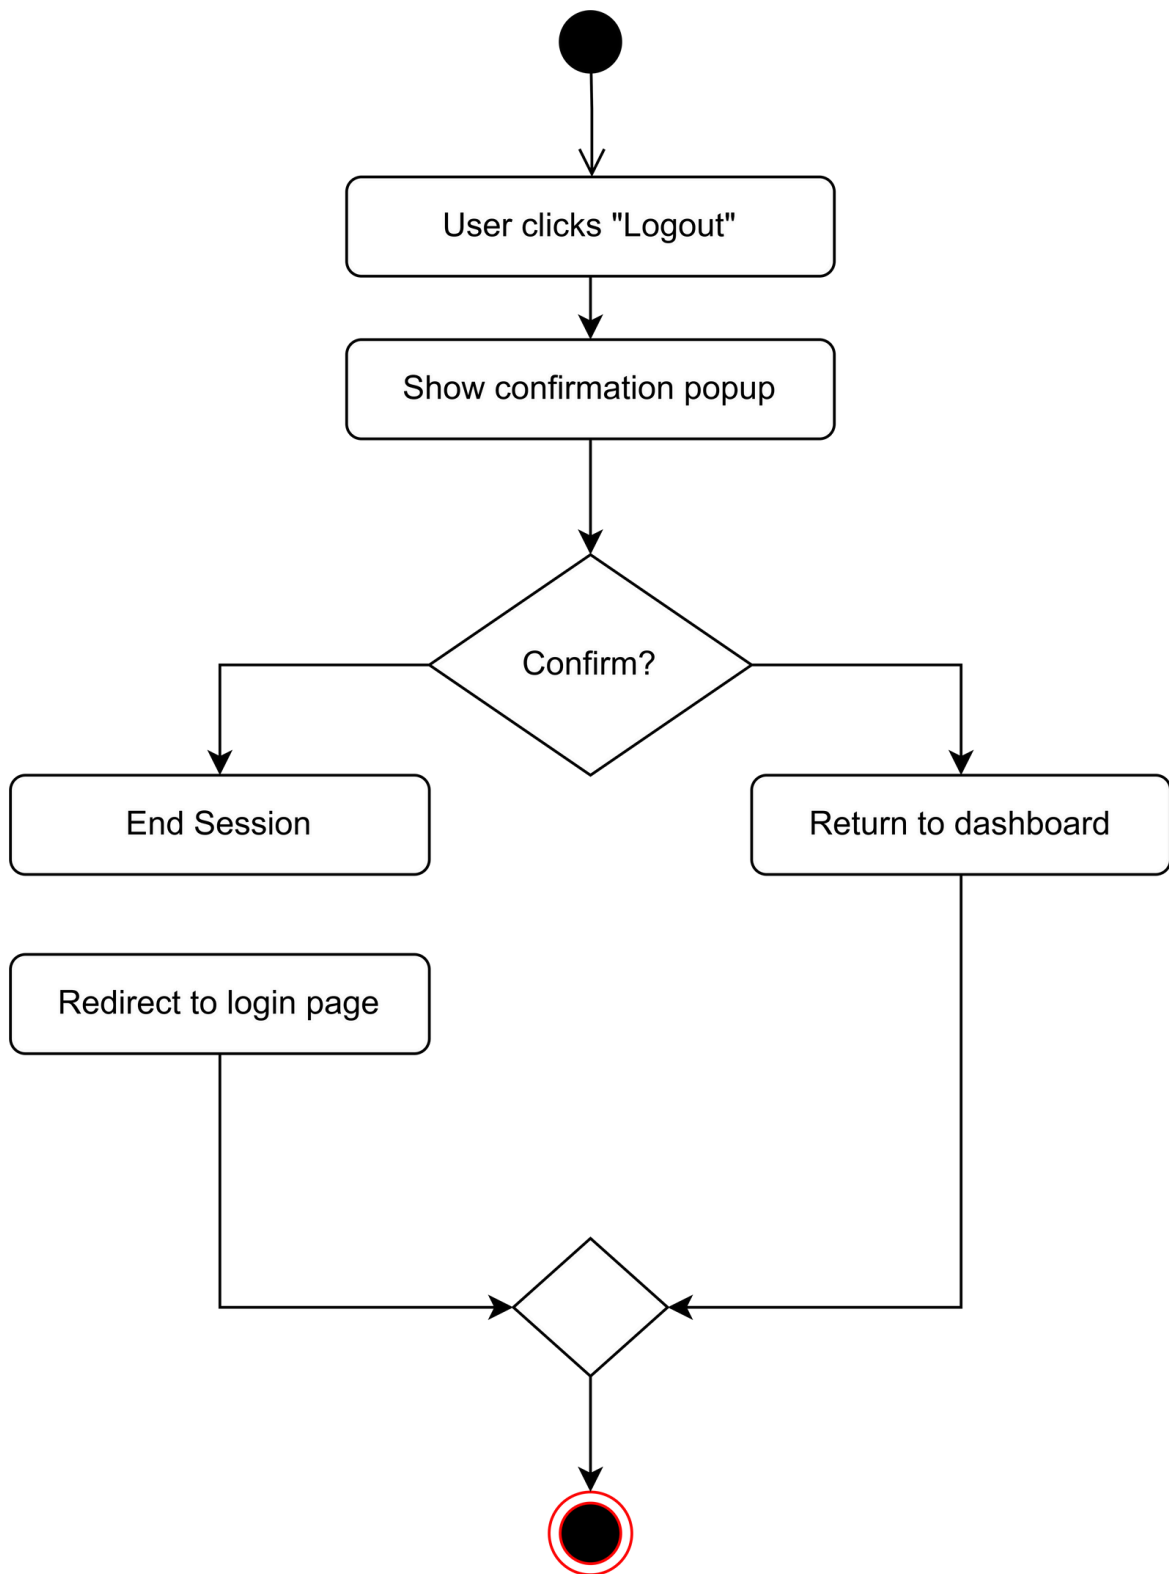 User clicks "Logout"
Show confirmation popup
Confirm?
End Session
Return to dashboard
Redirect to login page